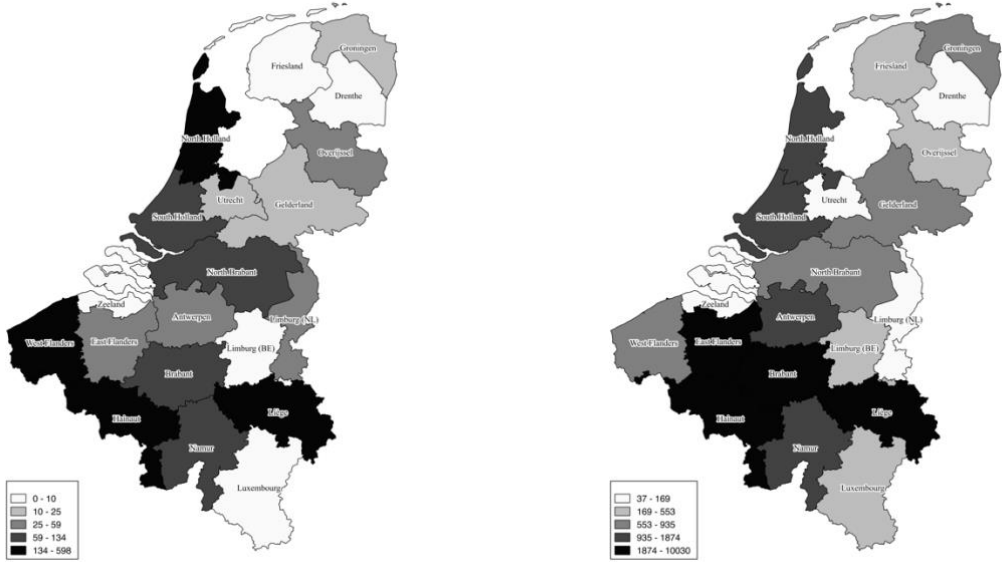 Groningen
Friesland
Drenthe
North Holland
Overijssel
Utrecht
Gelderland
South Holland
North Brabant
Zeeland
Antwerpen
Limburg (NL)
West Flanders
East Flanders
Limburg (BE)
Brabant
Hainaut
Liège
Namur
Luxembourg
0 - 10
10 - 25
25 - 59
59 - 134
134 - 598
Groningen
Friesland
Drenthe
North Holland
Overijssel
Utrecht
Gelderland
South Holland
North Brabant
Zeeland
Antwerpen
Limburg (NL)
West Flanders
East Flanders
Limburg (BE)
Brabant
Hainaut
Liège
Namur
Luxembourg
37 - 169
169 - 553
553 - 935
935 - 1874
1874 - 10030